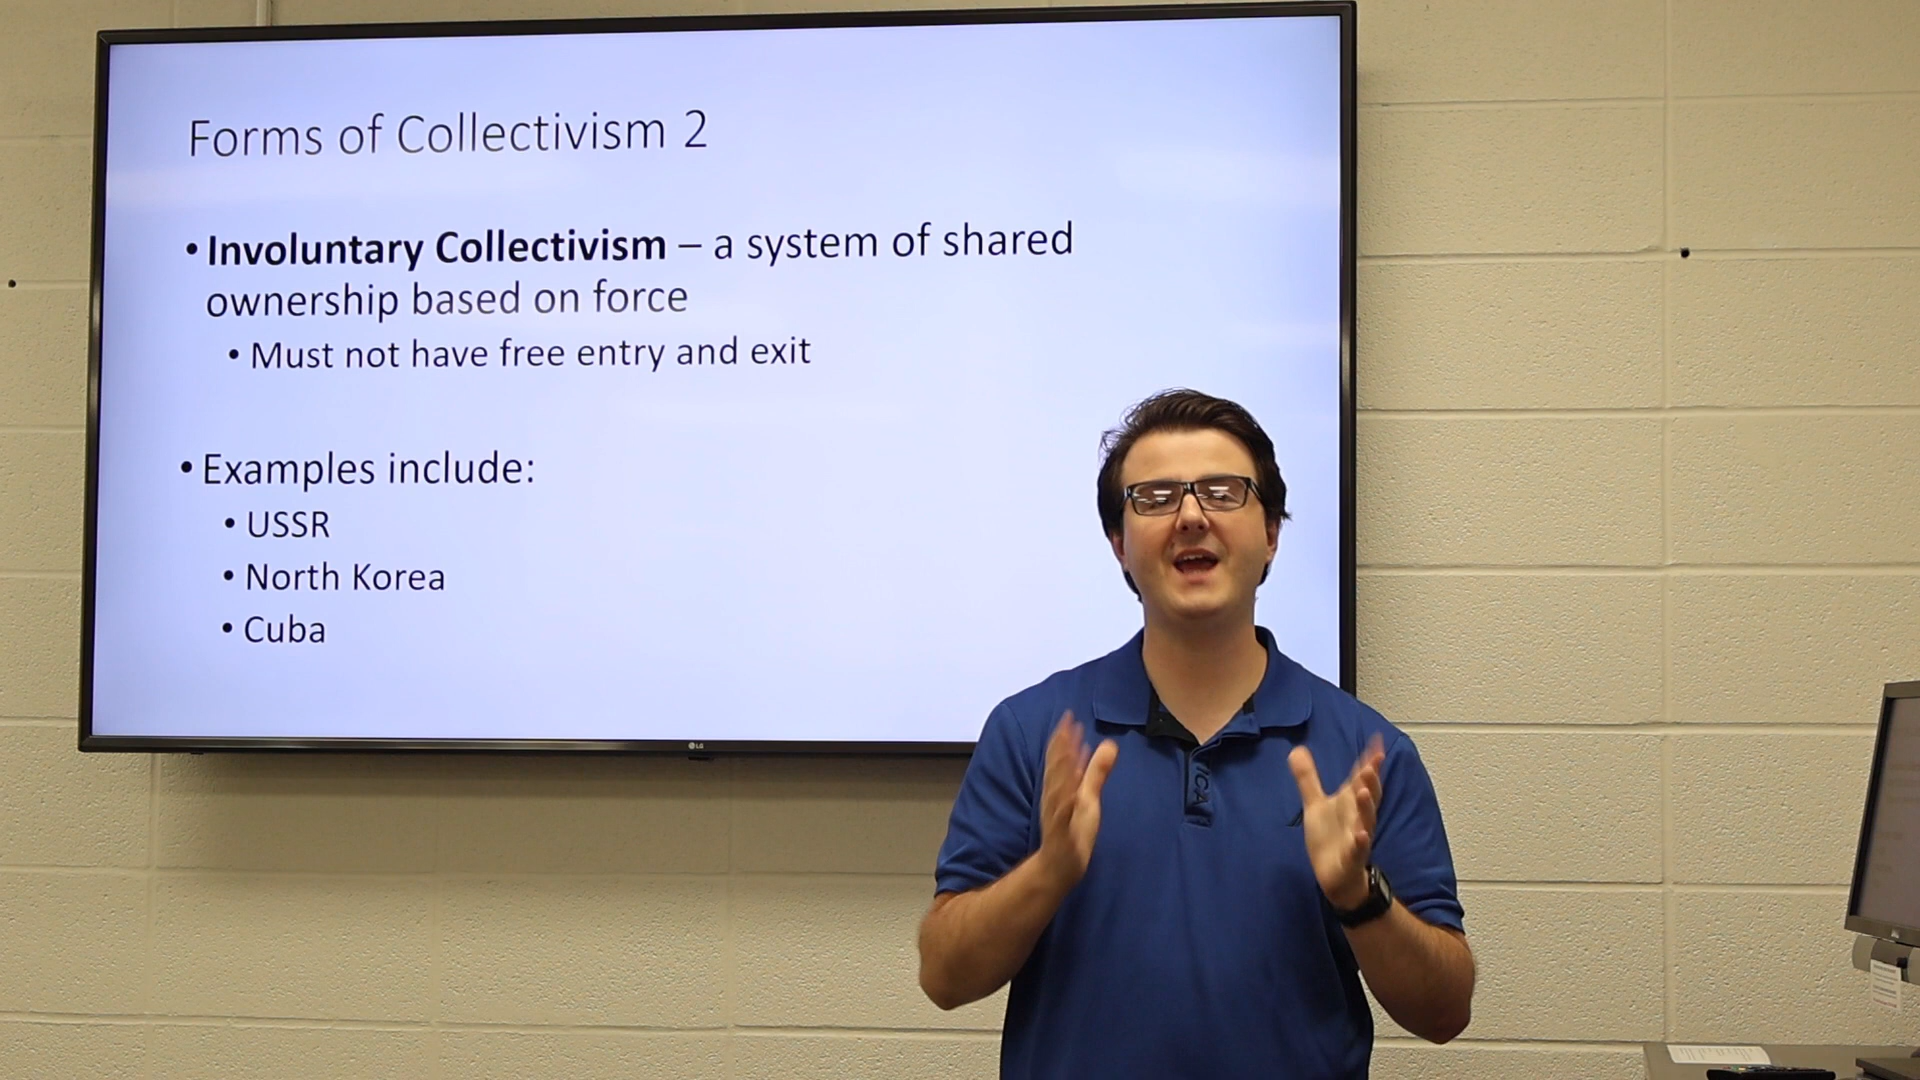 Forms of Collectivism 2
• Involuntary Collectivism – a system of shared
ownership based on force
• Must not have free entry and exit
• Examples include:
• USSR
• North Korea
• Cuba
LG